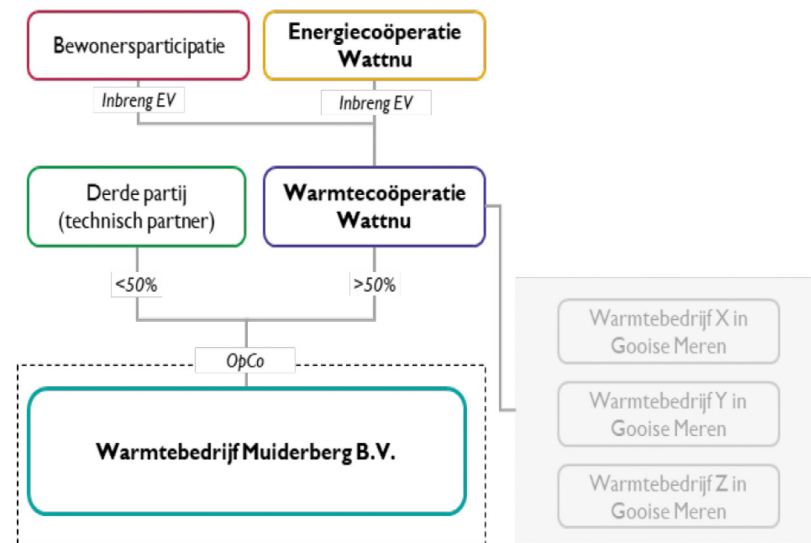 Bewonersparticipatie
Energiecoöperatie
Wattnu
Inbreng EV
Inbreng EV
Derde partij
(technisch partner)
Warmtecoöperatie
Wattnu
<50%
>50%
OpCo
Warmtebedrijf Muiderberg B.V.
Warmtebedrijf X in
Gooise Meren
Warmtebedrijf Y in
Gooise Meren
Warmtebedrijf Z in
Gooise Meren